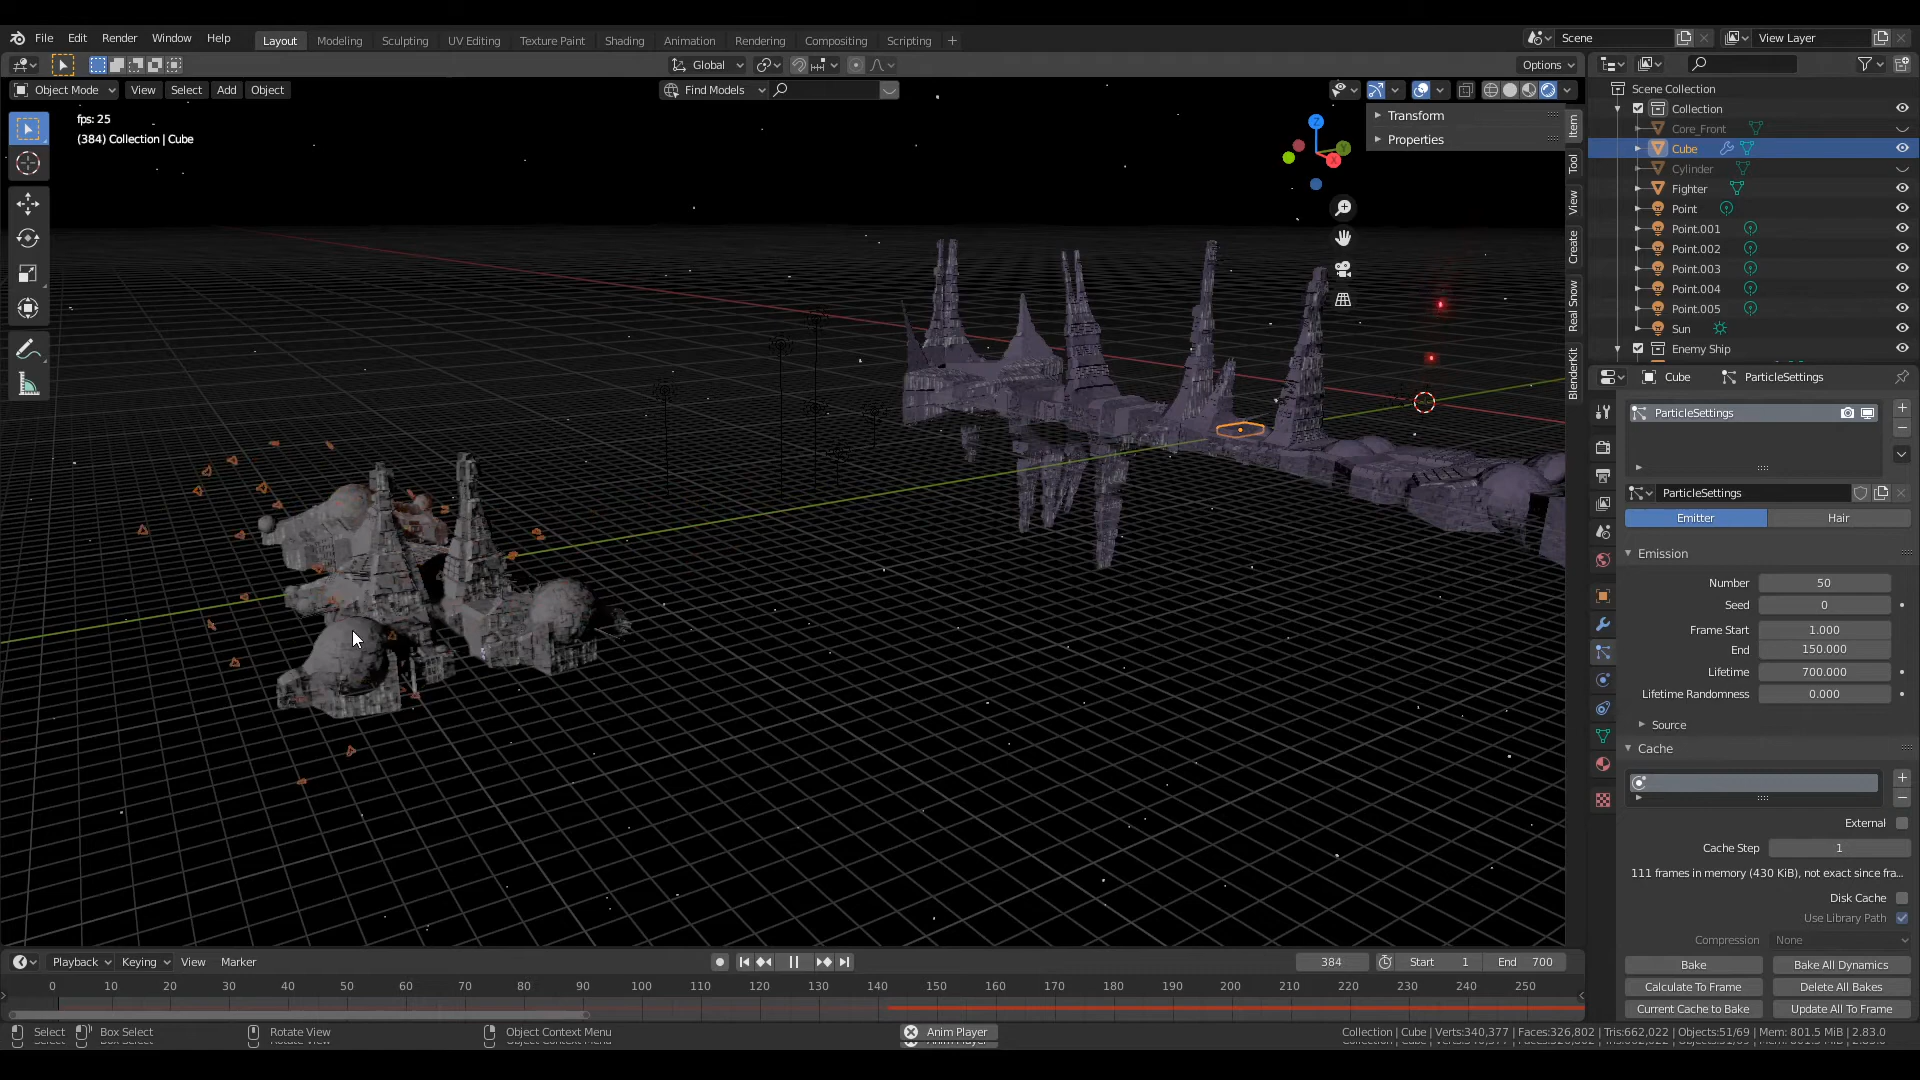 File Edit Render Window Help Layout Modeling Sculpting UV Editing Texture Paint Shading Animation Rendering Compositing Scripting + Scene View Layer
Global Options
Object Mode View Select Add Object Find Models
fps: 25
(384) Collection | Cube
Transform
Properties
Item
Tool
View
Create
Real Snow
BlenderKit
Z
Y
X
Scene Collection
Collection
Core_Front
Cube
Cylinder
Fighter
Point
Point.001
Point.002
Point.003
Point.004
Point.005
Sun
Enemy Ship
Cube ParticleSettings
ParticleSettings
ParticleSettings
Emitter Hair
Emission
Number 50
Seed 0
Frame Start 1.000
End 150.000
Lifetime 700.000
Lifetime Randomness 0.000
Source
Cache
External
Cache Step 1
111 frames in memory (430 KiB), not exact since fra...
Disk Cache
Use Library Path
Compression None
Bake Bake All Dynamics
Calculate To Frame Delete All Bakes
Current Cache to Bake Update All To Frame
Playback Keying View Marker 384 Start 1 End 700
0 10 20 30 40 50 60 70 80 90 100 110 120 130 140 150 160 170 180 190 200 210 220 230 240 250
Select Box Select Rotate View Object Context Menu Anim Player Collection | Cube | Verts:340,377 | Faces:326,802 | Tris:662,022 | Objects:51/69 | Mem: 801.5 MiB | 2.83.0